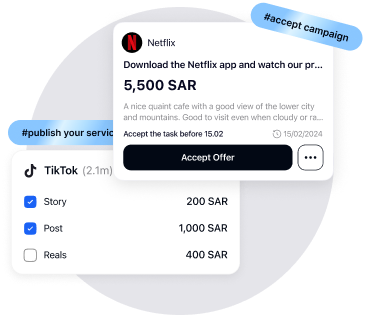 #accept campaign
Netflix
Download the Netflix app and watch our pr...
5,500 SAR
A nice quaint cafe with a good view of the lower city
and mountains. Good to visit even when cloudy or ra...
Accept the task before 15.02
15/02/2024
Accept Offer
#publish your servic
TikTok (2.1m)
Story 200 SAR
Post 1,000 SAR
Reals 400 SAR